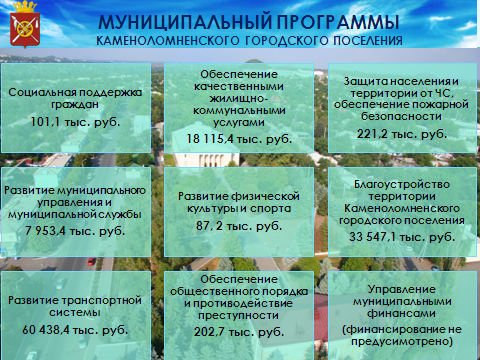 МУНИЦИПАЛЬНЫЙ ПРОГРАММЫ
КАМЕНОЛОМНЕНСКОГО ГОРОДСКОГО ПОСЕЛЕНИЯ
Социальная поддержка
граждан
101,1 тыс. руб.
Обеспечение
качественными
жилищно-
коммунальными
услугами
18 115,4 тыс. руб.
Защита населения и
территории от ЧС,
обеспечение пожарной
безопасности
221,2 тыс. руб.
Развитие муниципального
управления и
муниципальной службы
7 953,4 тыс. руб.
Развитие физической
культуры и спорта
87, 2 тыс. руб.
Благоустройство
территории
Каменоломненского
городского поселения
33 547,1 тыс. руб.
Развитие транспортной
системы
60 438,4 тыс. руб.
Обеспечение
общественного порядка
и противодействие
преступности
202,7 тыс. руб.
Управление
муниципальными
финансами
(финансирование не
предусмотрено)